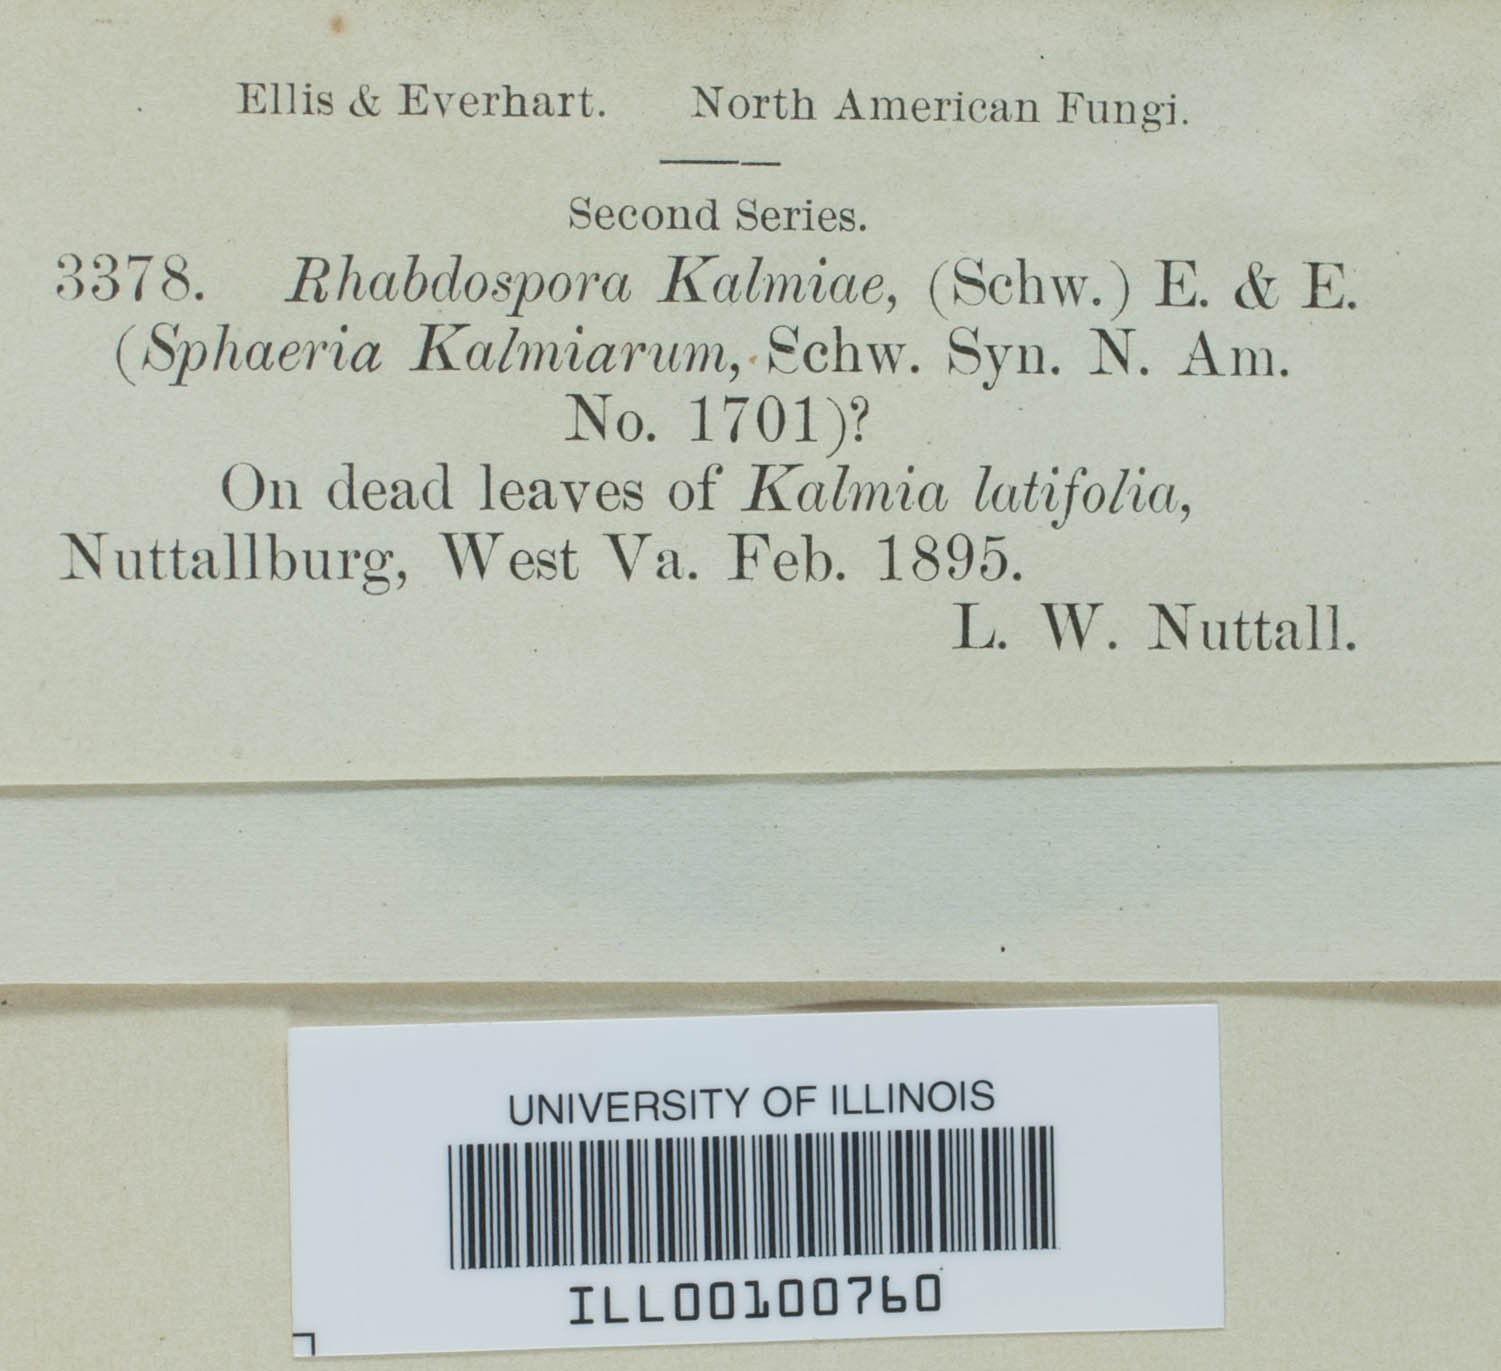 Ellis & Everhart. North American Fungi.
Second Series.
3378. Rhabdospora Kalmiae, (Schw.) E. & E.
(Sphaeria Kalmiarum, Schw. Syn. N. Am.
No. 1701)?
On dead leaves of Kalmia latifolia,
Nuttallburg, West Va. Feb. 1895.
L. W. Nuttall.
UNIVERSITY OF ILLINOIS
ILL00100760